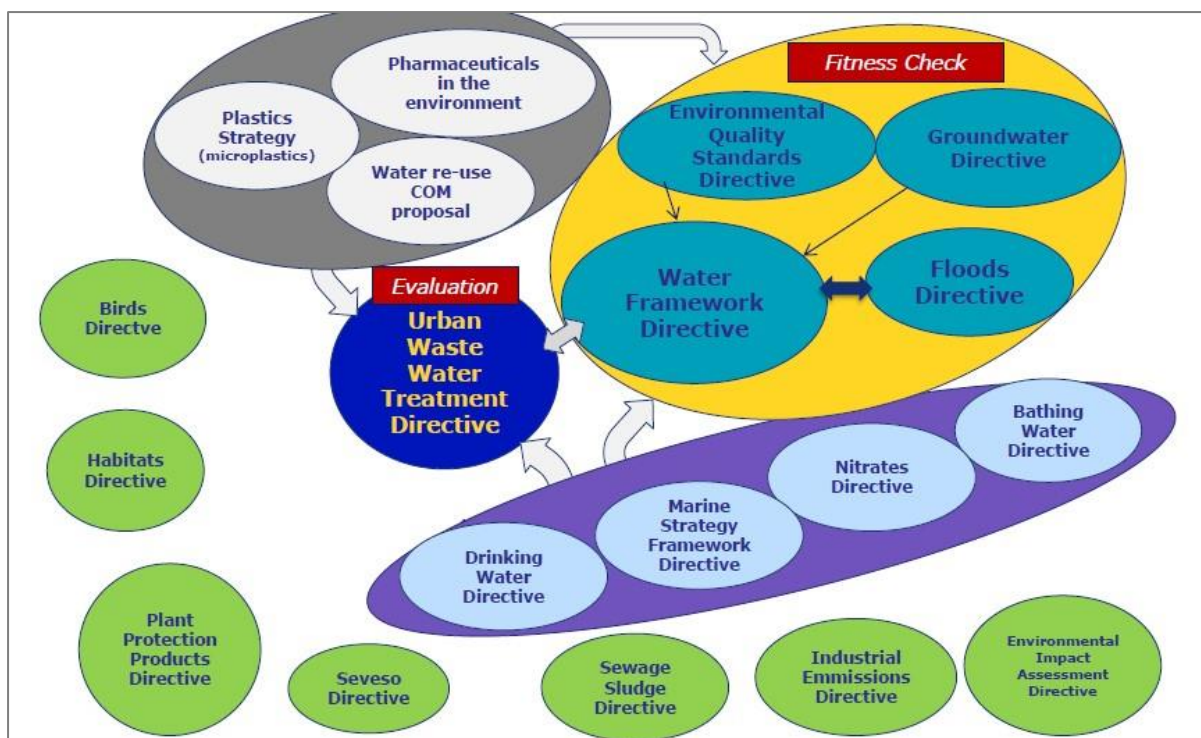 Pharmaceuticals
in the
environment
Plastics
Strategy
(microplastics)
Water re-use
COM
proposal
Fitness Check
Environmental
Quality
Standards
Directive
Groundwater
Directive
Water
Framework
Directive
Floods
Directive
Evaluation
Urban
Waste
Water
Treatment
Directive
Birds
Directve
Habitats
Directive
Bathing
Water
Directive
Nitrates
Directive
Marine
Strategy
Framework
Directive
Drinking
Water
Directive
Plant
Protection
Products
Directive
Seveso
Directive
Sewage
Sludge
Directive
Industrial
Emmissions
Directive
Environmental
Impact
Assessment
Directive